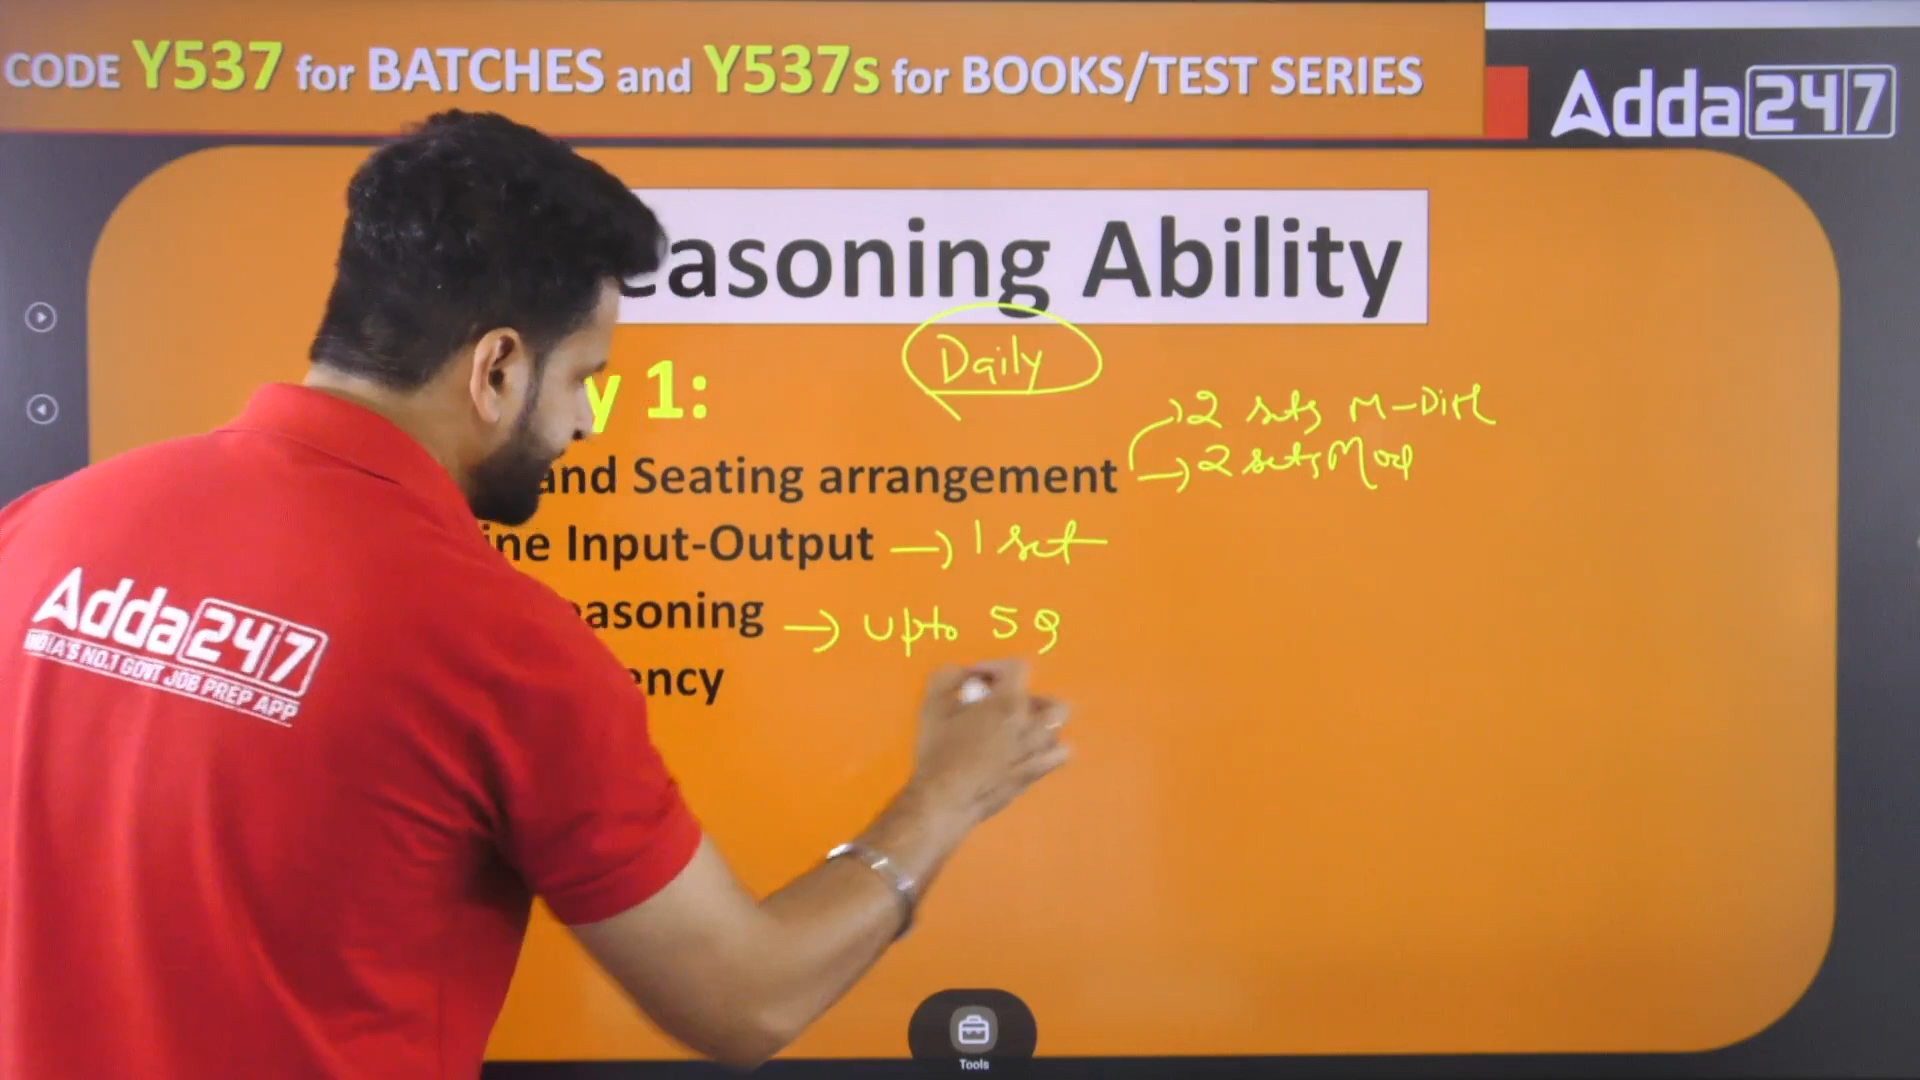 CODE Y537 for BATCHES and Y537s for BOOKS/TEST SERIES
Adda247
easoning Ability
Daily
y 1:
2 sets M-Diff
and Seating arrangement
2 sets Mod
ine Input-Output → 1 set
easoning → upto 5 Q
ency
Adda247
INDIA'S NO.1 GOVT JOB PREP APP
Tools